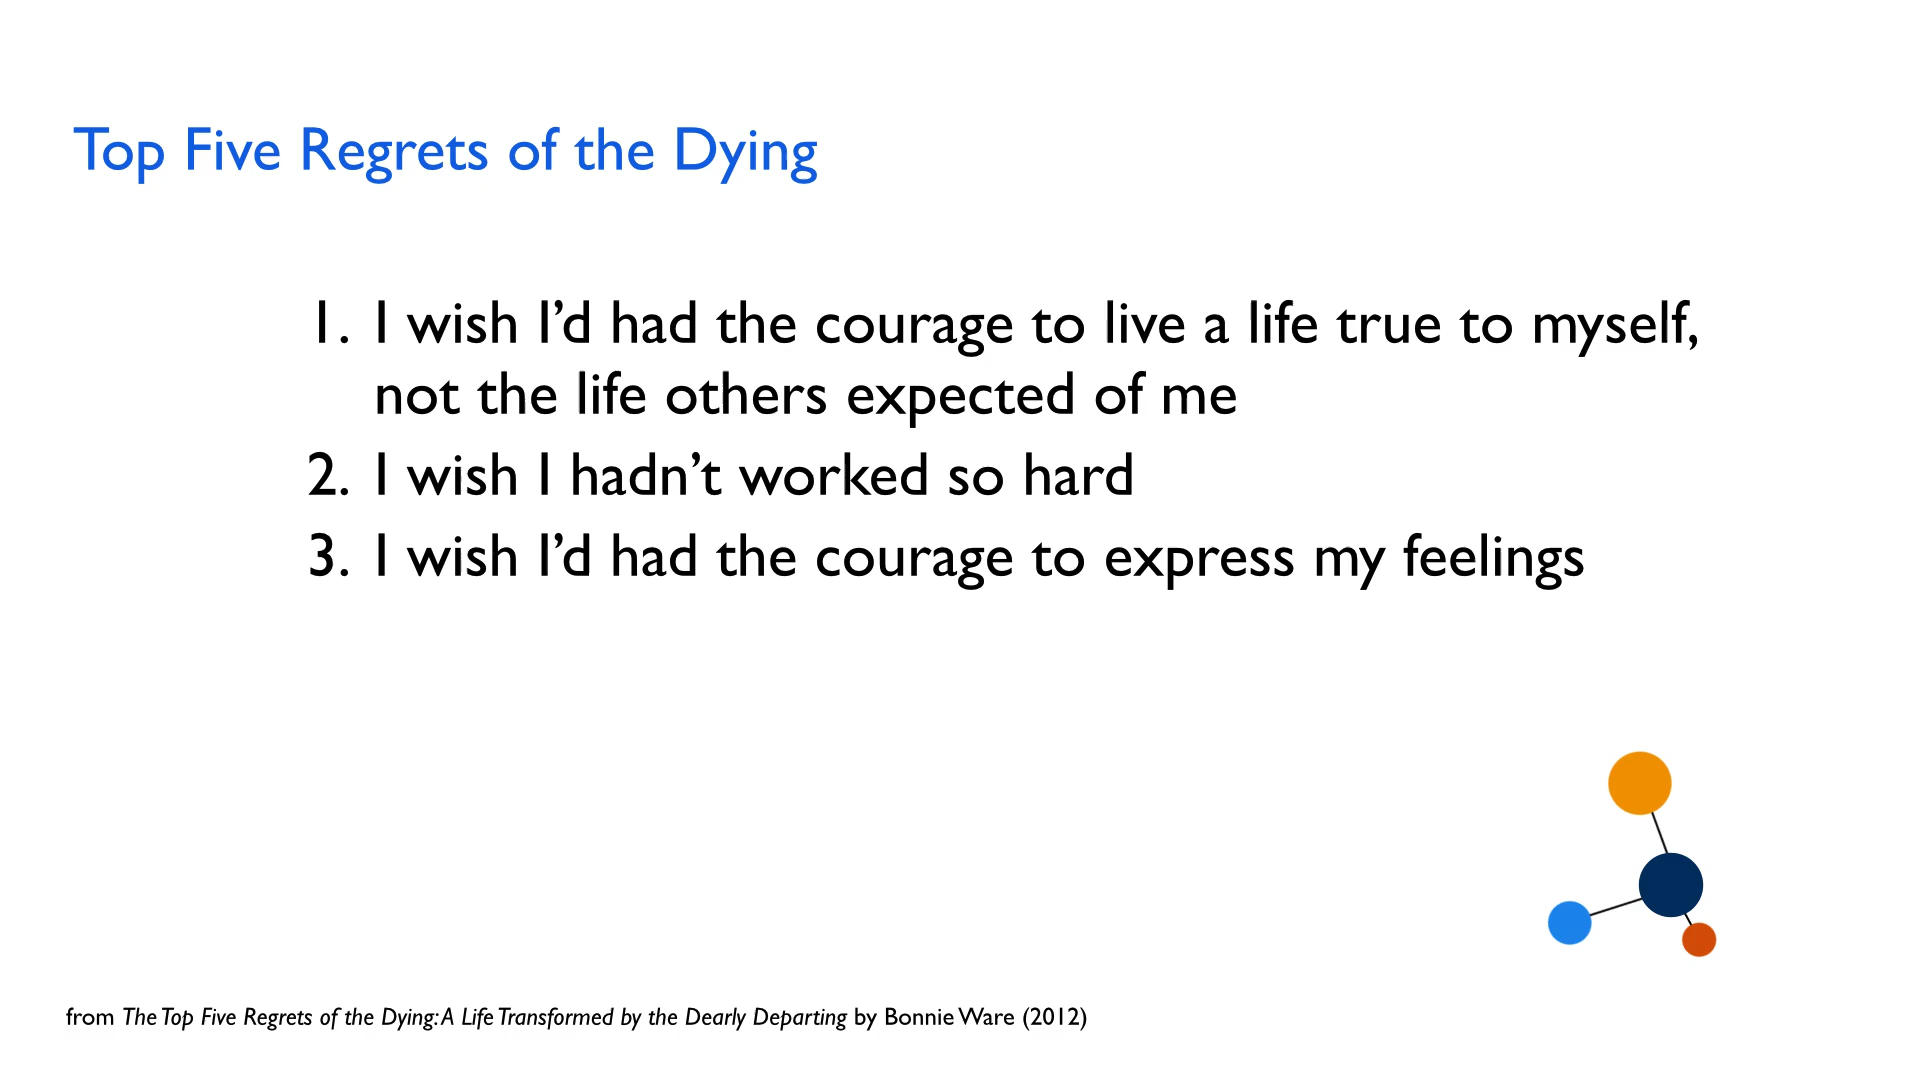 Top Five Regrets of the Dying
1. I wish I’d had the courage to live a life true to myself,
not the life others expected of me
2. I wish I hadn’t worked so hard
3. I wish I’d had the courage to express my feelings
from The Top Five Regrets of the Dying: A Life Transformed by the Dearly Departing by Bonnie Ware (2012)